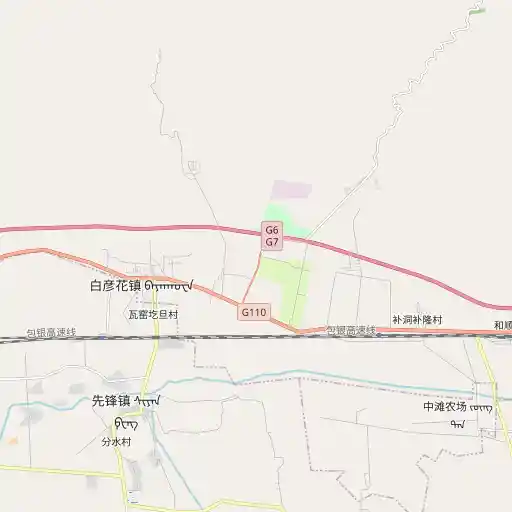 G6
G7
白彦花镇
G110
瓦窑圪旦村
补洞补隆村
和顺
包银高速线
包银高速线
先锋镇
中滩农场
分水村